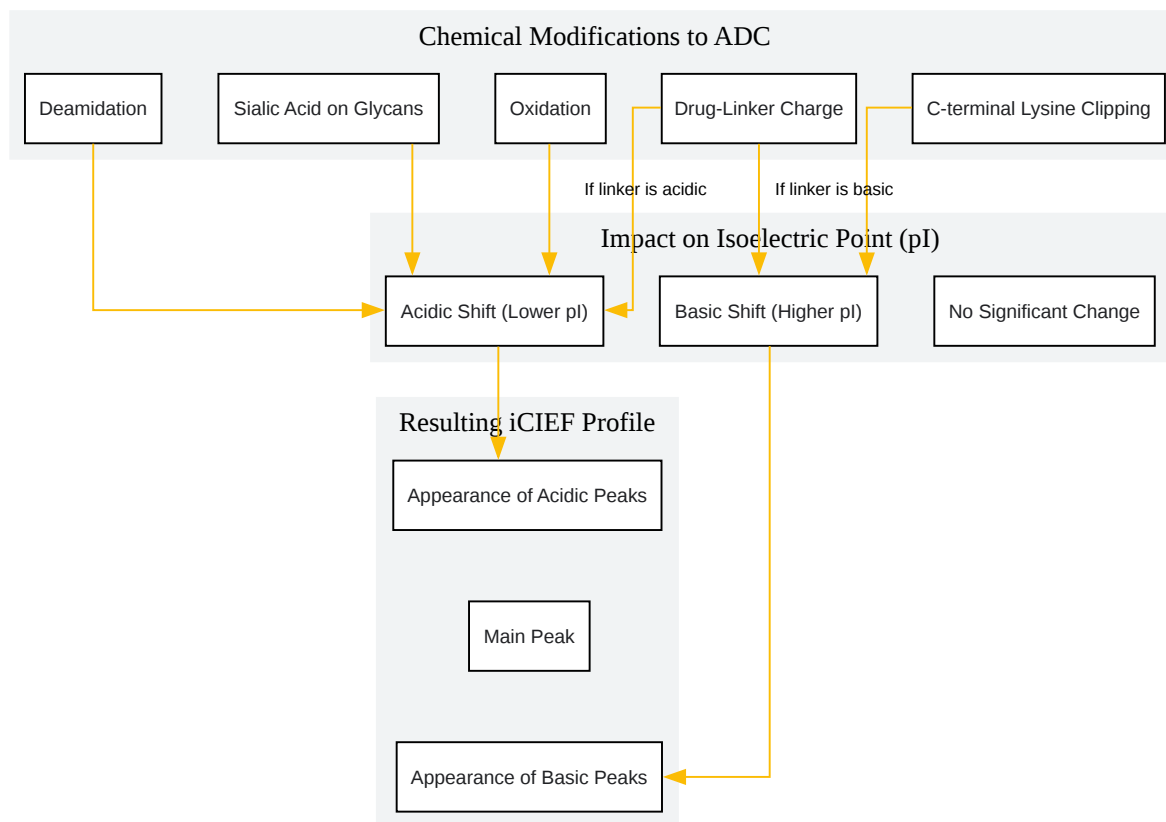 Chemical Modifications to ADC
Deamidation
Sialic Acid on Glycans
Oxidation
Drug-Linker Charge
C-terminal Lysine Clipping
If linker is acidic
If linker is basic
Impact on Isoelectric Point (pI)
Acidic Shift (Lower pI)
Basic Shift (Higher pI)
No Significant Change
Resulting iCIEF Profile
Appearance of Acidic Peaks
Main Peak
Appearance of Basic Peaks